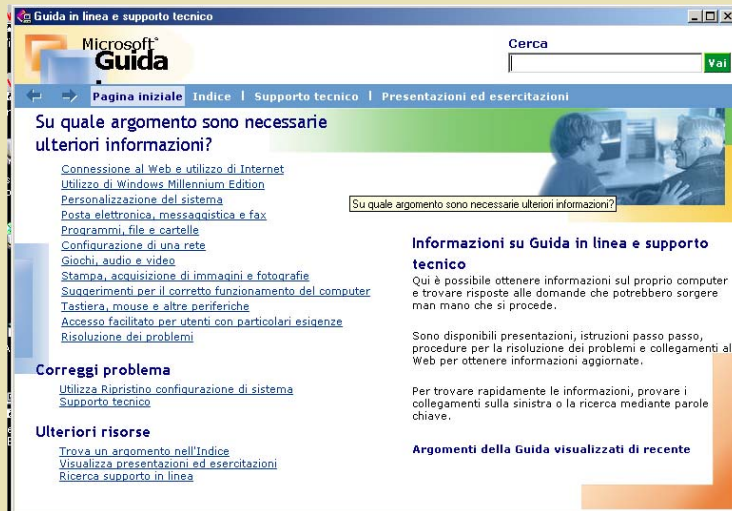 Guida in linea e supporto tecnico
Microsoft
Guida
Cerca
Vai
Pagina iniziale Indice | Supporto tecnico | Presentazioni ed esercitazioni
Su quale argomento sono necessarie
ulteriori informazioni?
Connessione al Web e utilizzo di Internet
Utilizzo di Windows Millennium Edition
Personalizzazione del sistema
Posta elettronica, messaggistica e fax
Programmi, file e cartelle
Configurazione di una rete
Giochi, audio e video
Stampa, acquisizione di immagini e fotografie
Suggerimenti per il corretto funzionamento del computer
Tastiera, mouse e altre periferiche
Accesso facilitato per utenti con particolari esigenze
Risoluzione dei problemi
Correggi problema
Utilizza Ripristino configurazione di sistema
Supporto tecnico
Ulteriori risorse
Trova un argomento nell'Indice
Visualizza presentazioni ed esercitazioni
Ricerca supporto in linea
Su quale argomento sono necessarie ulteriori informazioni?
Informazioni su Guida in linea e supporto
tecnico
Qui è possibile ottenere informazioni sul proprio computer
e trovare risposte alle domande che potrebbero sorgere
man mano che si procede.
Sono disponibili presentazioni, istruzioni passo passo,
procedure per la risoluzione dei problemi e collegamenti al
Web per ottenere informazioni aggiornate.
Per trovare rapidamente le informazioni, provare i
collegamenti sulla sinistra o la ricerca mediante parole
chiave.
Argomenti della Guida visualizzati di recente